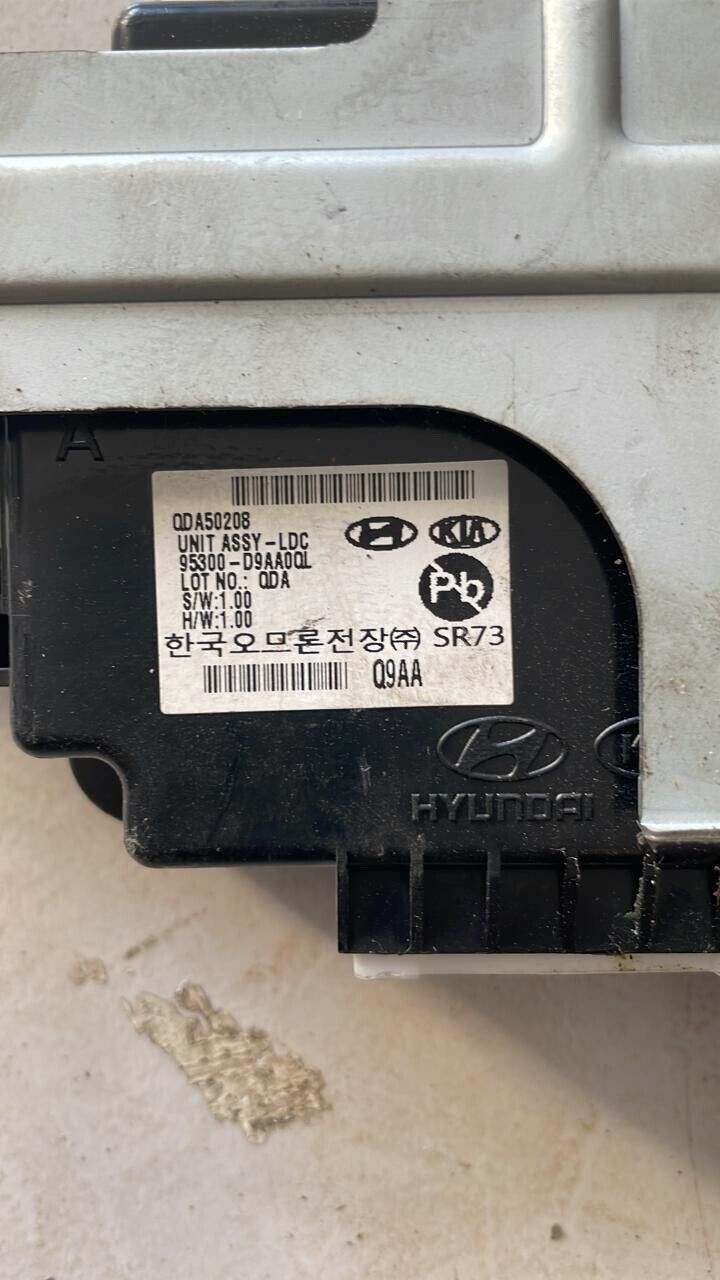 A
QDA50208
UNIT ASSY-LDC
95300-D9AA0QL
LOT NO.: QDA
S/W:1.00
H/W:1.00
KIA
Pb
한국오므론전장㈜ SR73
Q9AA
HYUNDAI